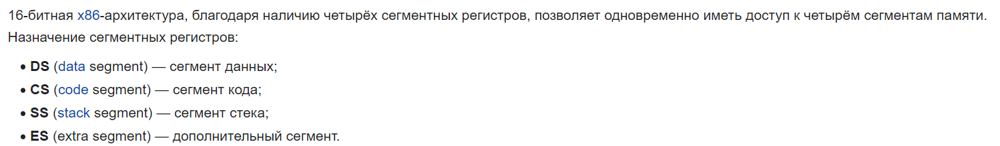 16-битная x86-архитектура, благодаря наличию четырёх сегментных регистров, позволяет одновременно иметь доступ к четырём сегментам памяти.
Назначение сегментных регистров:
• DS (data segment) — сегмент данных;
• CS (code segment) — сегмент кода;
• SS (stack segment) — сегмент стека;
• ES (extra segment) — дополнительный сегмент.